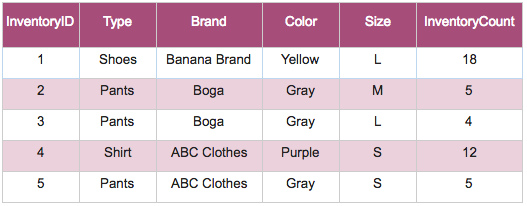 InventoryID Type Brand Color Size InventoryCount
1 Shoes Banana Brand Yellow L 18
2 Pants Boga Gray M 5
3 Pants Boga Gray L 4
4 Shirt ABC Clothes Purple S 12
5 Pants ABC Clothes Gray S 5